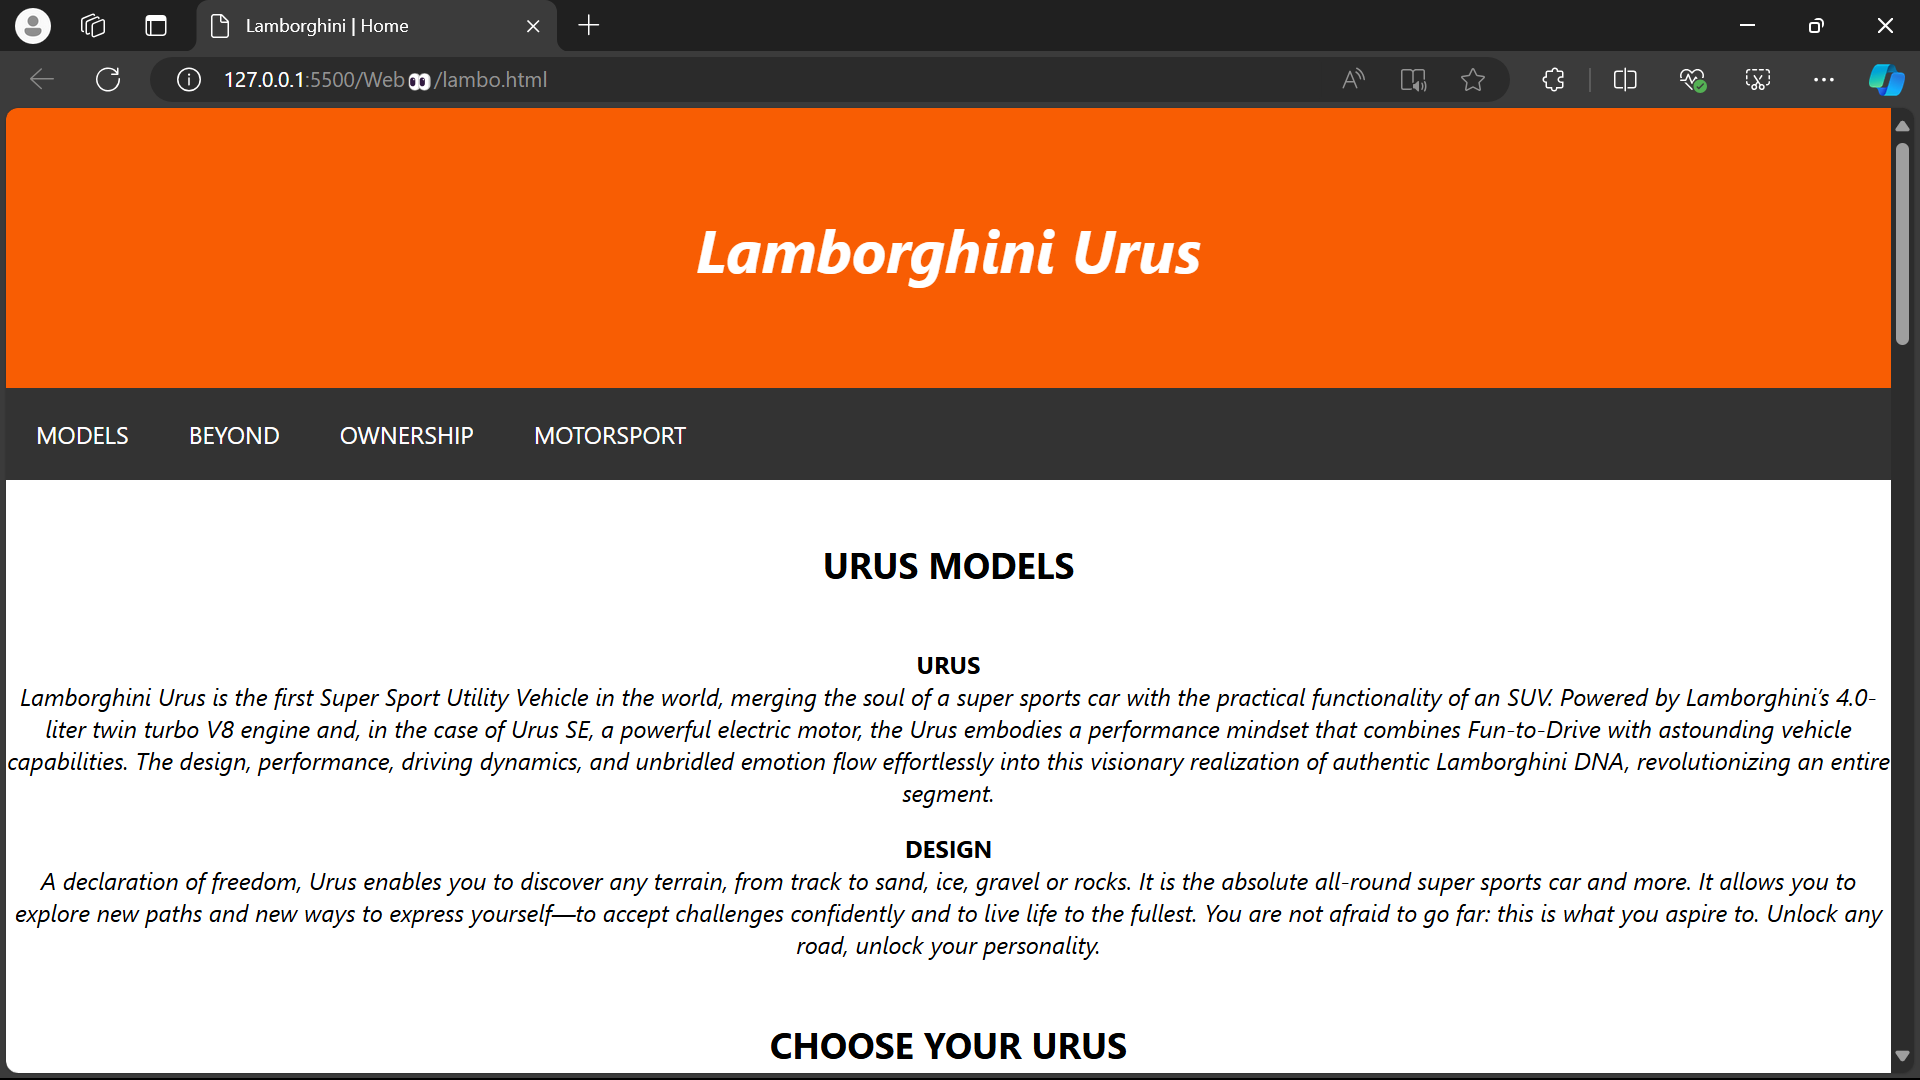 Lamborghini | Home
127.0.0.1:5500/Web👀/lambo.html
Lamborghini Urus
MODELS BEYOND OWNERSHIP MOTORSPORT
URUS MODELS
URUS
Lamborghini Urus is the first Super Sport Utility Vehicle in the world, merging the soul of a super sports car with the practical functionality of an SUV. Powered by Lamborghini's 4.0-
liter twin turbo V8 engine and, in the case of Urus SE, a powerful electric motor, the Urus embodies a performance mindset that combines Fun-to-Drive with astounding vehicle
capabilities. The design, performance, driving dynamics, and unbridled emotion flow effortlessly into this visionary realization of authentic Lamborghini DNA, revolutionizing an entire
segment.
DESIGN
A declaration of freedom, Urus enables you to discover any terrain, from track to sand, ice, gravel or rocks. It is the absolute all-round super sports car and more. It allows you to
explore new paths and new ways to express yourself—to accept challenges confidently and to live life to the fullest. You are not afraid to go far: this is what you aspire to. Unlock any
road, unlock your personality.
CHOOSE YOUR URUS